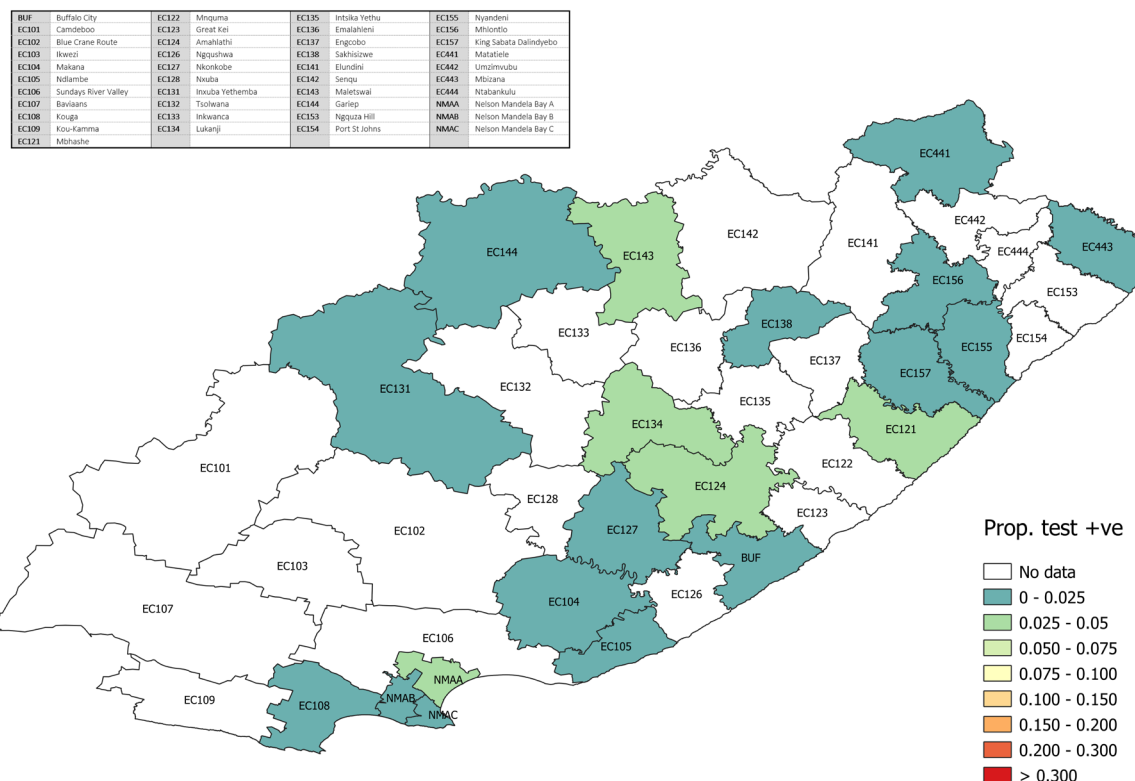 BUF Buffalo City EC122 Mnquma EC135 Intsika Yethu EC155 Nyandeni
EC101 Camdeboo EC123 Great Kei EC136 Emalahleni EC156 Mhlontlo
EC102 Blue Crane Route EC124 Amahlathi EC137 Engcobo EC157 King Sabata Dalindyebo
EC103 Ikwezi EC126 Ngqushwa EC138 Sakhisizwe EC441 Matatiele
EC104 Makana EC127 Nkonkobe EC141 Elundini EC442 Umzimvubu
EC105 Ndlambe EC128 Nxuba EC142 Senqu EC443 Mbizana
EC106 Sundays River Valley EC131 Inxuba Yethemba EC143 Maletswai EC444 Ntabankulu
EC107 Baviaans EC132 Tsolwana EC144 Gariep NMAA Nelson Mandela Bay A
EC108 Kouga EC133 Inkwanca EC153 Ngquza Hill NMAB Nelson Mandela Bay B
EC109 Kou-Kamma EC134 Lukanji EC154 Port St Johns NMAC Nelson Mandela Bay C
EC121 Mbhashe
EC441
EC442
EC142
EC141
EC443
EC444
EC144
EC143
EC156
EC153
EC138
EC133
EC154
EC136
EC155
EC137
EC157
EC131
EC132
EC135
EC134
EC121
EC122
EC101
EC124
EC128
EC123
EC127
EC102
BUF
EC103
EC126
EC104
EC107
EC106
EC105
NMAA
NMAB
EC109
EC108
NMAC
Prop. test +ve
No data
0 - 0.025
0.025 - 0.05
0.050 - 0.075
0.075 - 0.100
0.100 - 0.150
0.150 - 0.200
0.200 - 0.300
> 0.300